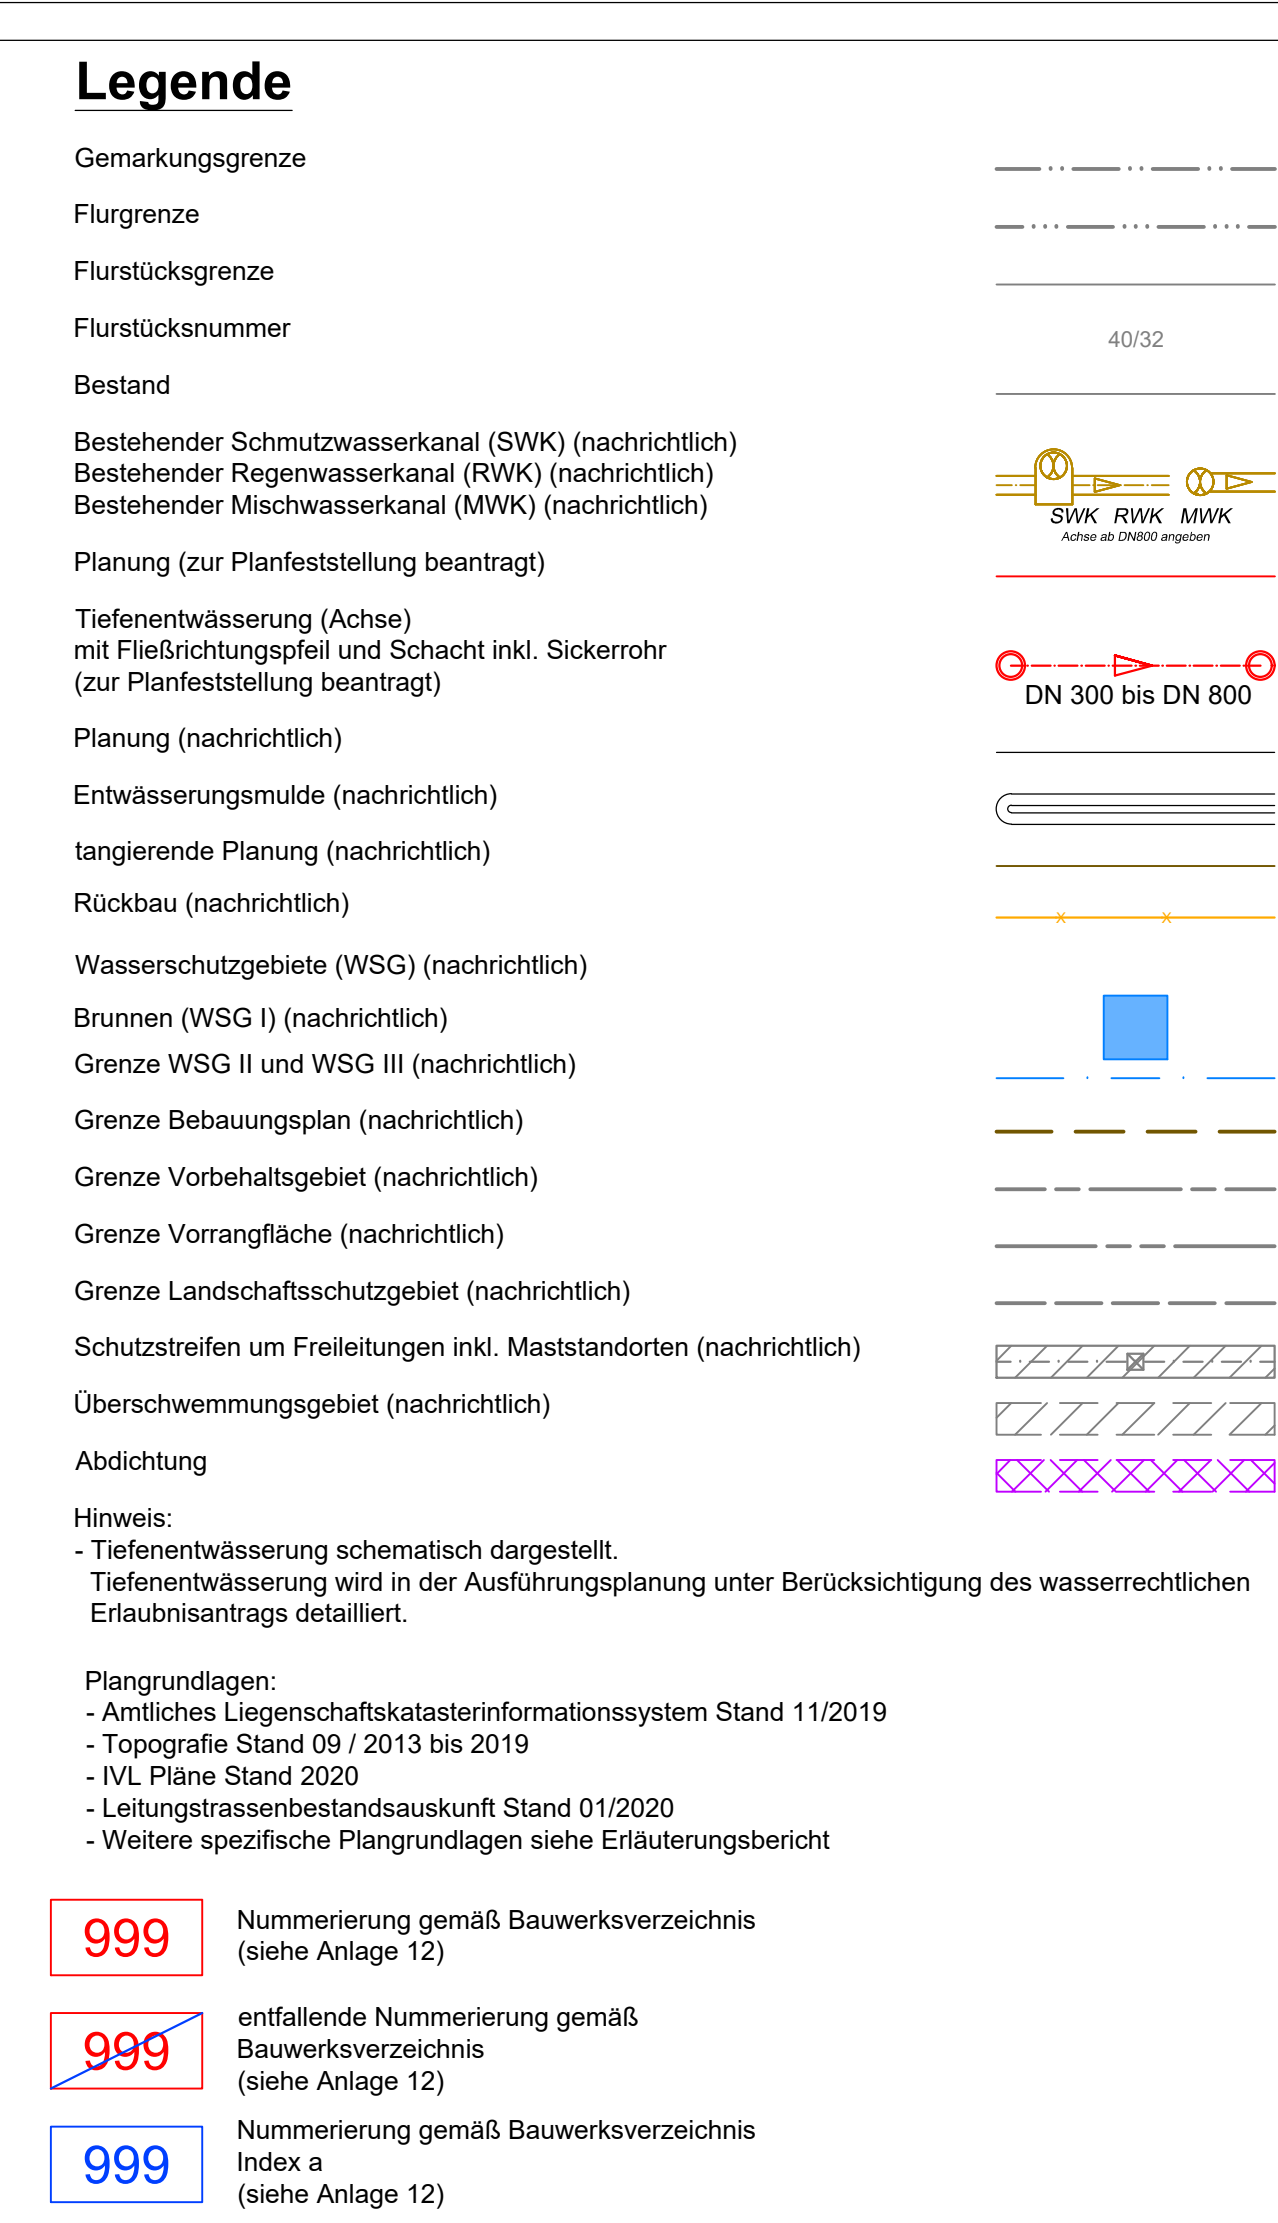 Legende
Gemarkungsgrenze
Flurgrenze
Flurstücksgrenze
Flurstücksnummer
40/32
Bestand
Bestehender Schmutzwasserkanal (SWK) (nachrichtlich)
Bestehender Regenwasserkanal (RWK) (nachrichtlich)
Bestehender Mischwasserkanal (MWK) (nachrichtlich)
SWK RWK MWK
Achse ab DN800 angeben
Planung (zur Planfeststellung beantragt)
Tiefenentwässerung (Achse)
mit Fließrichtungspfeil und Schacht inkl. Sickerrohr
(zur Planfeststellung beantragt)
DN 300 bis DN 800
Planung (nachrichtlich)
Entwässerungsmulde (nachrichtlich)
tangierende Planung (nachrichtlich)
Rückbau (nachrichtlich)
Wasserschutzgebiete (WSG) (nachrichtlich)
Brunnen (WSG I) (nachrichtlich)
Grenze WSG II und WSG III (nachrichtlich)
Grenze Bebauungsplan (nachrichtlich)
Grenze Vorbehaltsgebiet (nachrichtlich)
Grenze Vorrangfläche (nachrichtlich)
Grenze Landschaftsschutzgebiet (nachrichtlich)
Schutzstreifen um Freileitungen inkl. Maststandorten (nachrichtlich)
Überschwemmungsgebiet (nachrichtlich)
Abdichtung
Hinweis:
- Tiefenentwässerung schematisch dargestellt.
Tiefenentwässerung wird in der Ausführungsplanung unter Berücksichtigung des wasserrechtlichen
Erlaubnisantrags detailliert.
Plangrundlagen:
- Amtliches Liegenschaftskatasterinformationssystem Stand 11/2019
- Topografie Stand 09 / 2013 bis 2019
- IVL Pläne Stand 2020
- Leitungstrassenbestandsauskunft Stand 01/2020
- Weitere spezifische Plangrundlagen siehe Erläuterungsbericht
999
Nummerierung gemäß Bauwerksverzeichnis
(siehe Anlage 12)
999
entfallende Nummerierung gemäß
Bauwerksverzeichnis
(siehe Anlage 12)
999
Nummerierung gemäß Bauwerksverzeichnis
Index a
(siehe Anlage 12)